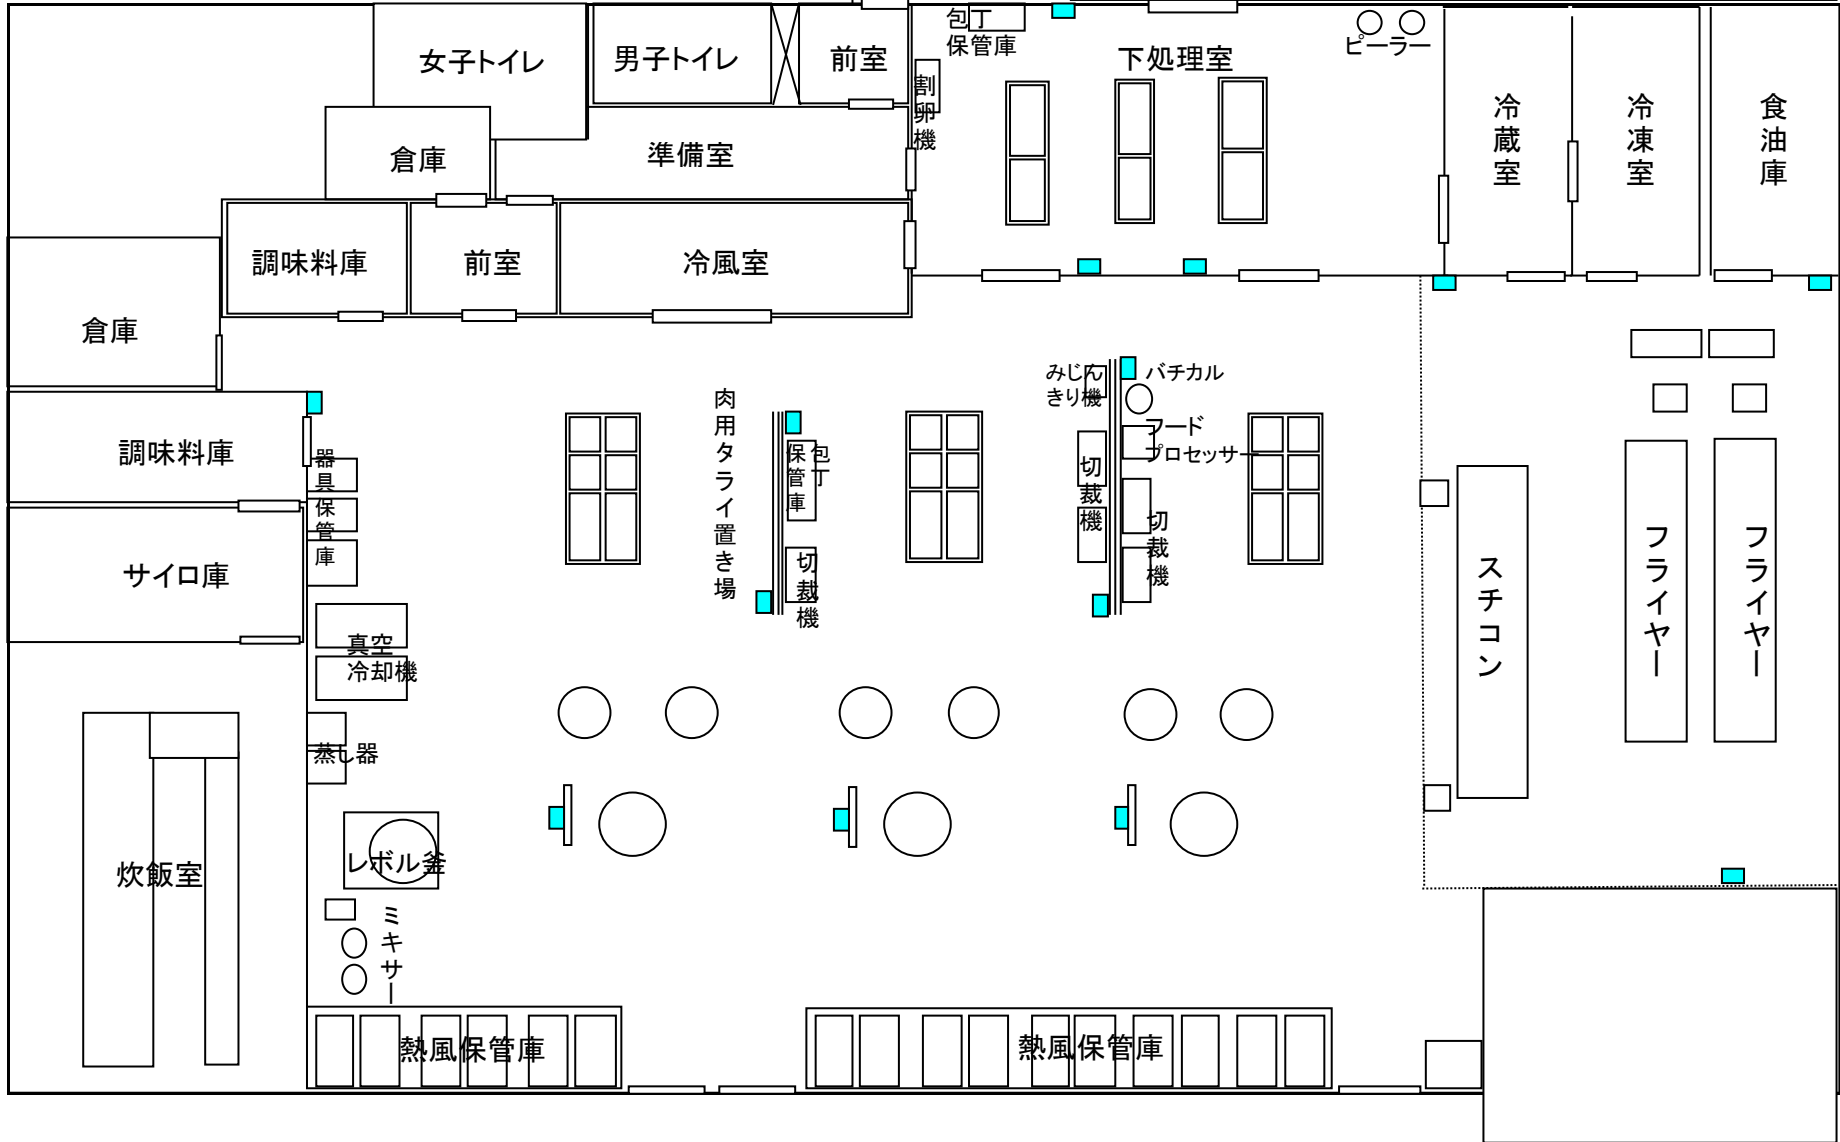 女子トイレ
男子トイレ
前室
包丁
保管庫
下処理室
ピーラー
割卵機
冷蔵室
冷凍室
食油庫
倉庫
準備室
調味料庫
前室
冷風室
倉庫
みじん
きり機
バチカル
フード
プロセッサー
肉用タライ置き場
包丁
保管庫
切裁機
切裁機
切裁機
調味料庫
器具保管庫
サイロ庫
真空
冷却機
蒸し器
スチコン
フライヤー
フライヤー
炊飯室
レボル釜
ミキサー
熱風保管庫
熱風保管庫